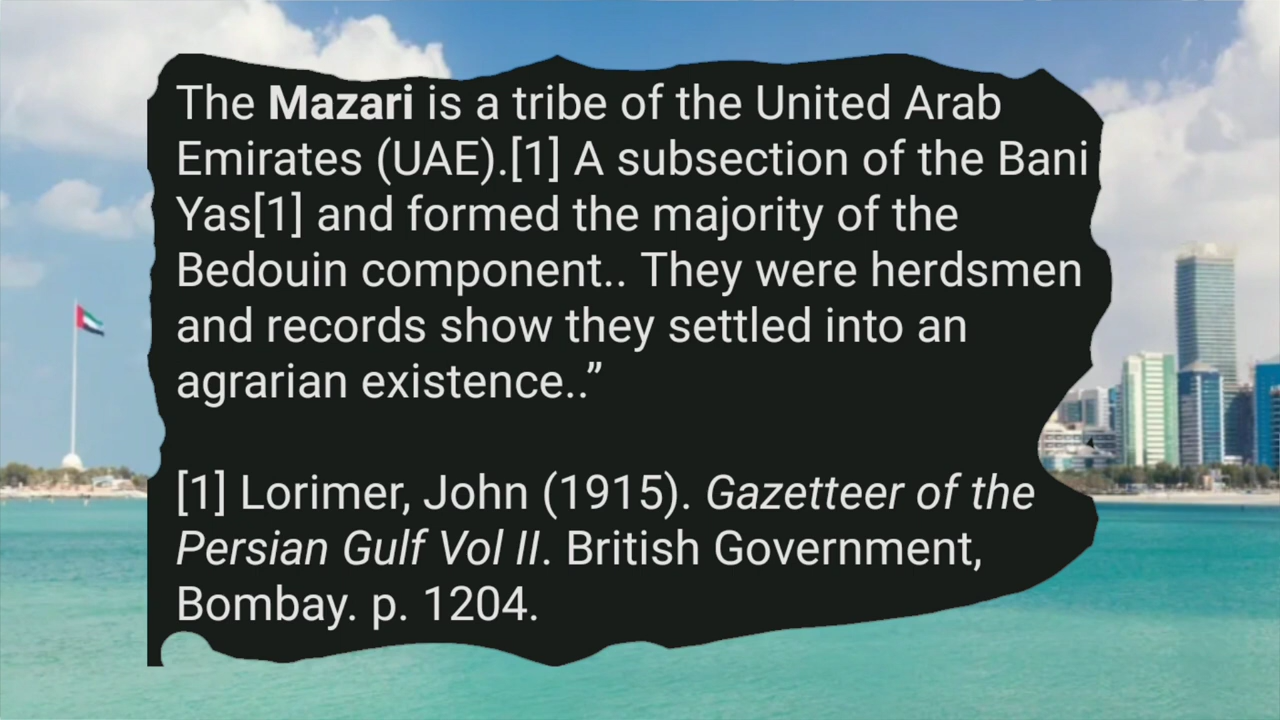 The Mazari is a tribe of the United Arab
Emirates (UAE).[1] A subsection of the Bani
Yas[1] and formed the majority of the
Bedouin component.. They were herdsmen
and records show they settled into an
agrarian existence..”
[1] Lorimer, John (1915). Gazetteer of the
Persian Gulf Vol II. British Government,
Bombay. p. 1204.